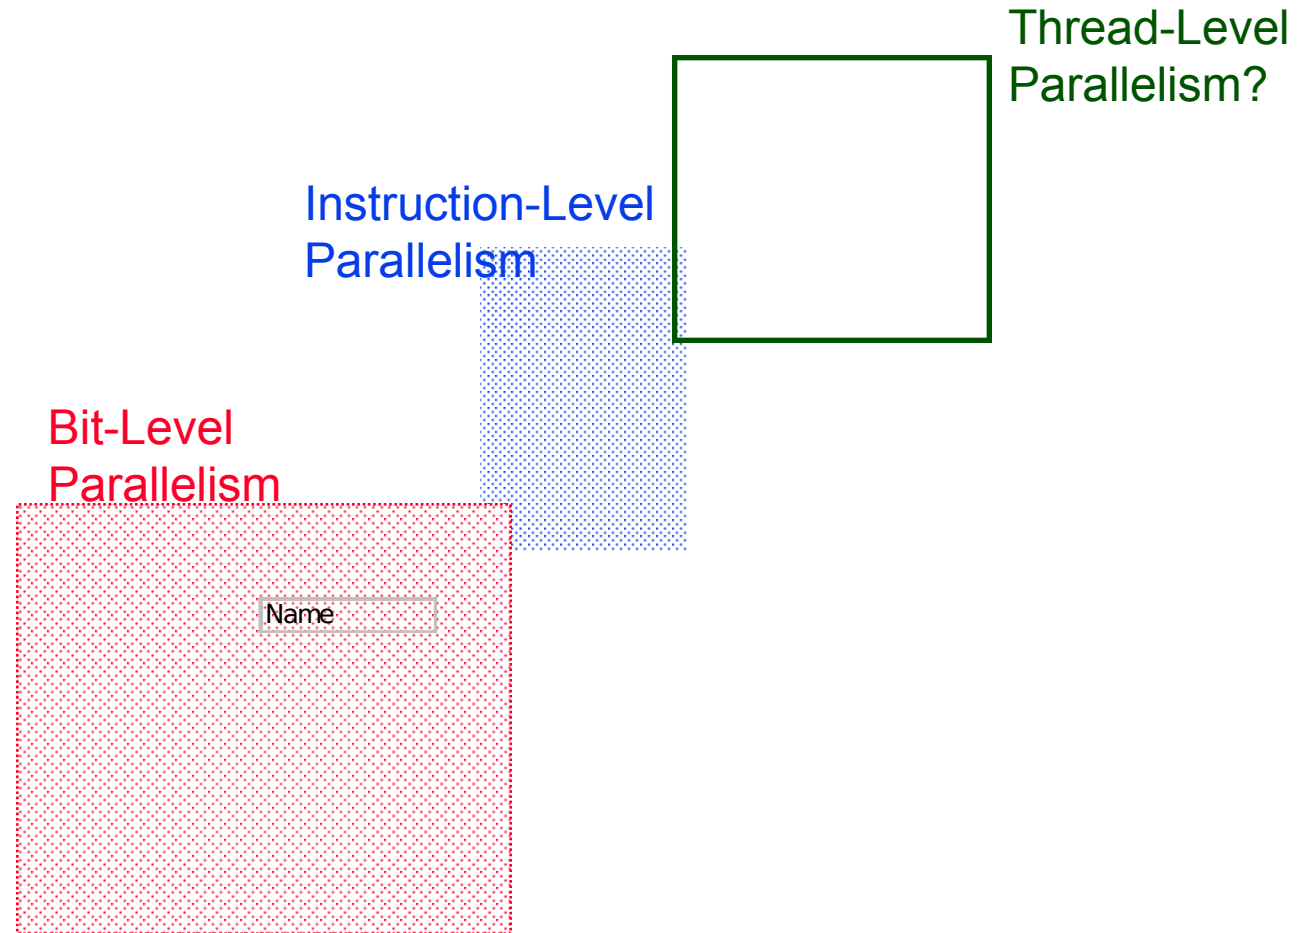 Thread-Level
Parallelism?
Instruction-Level
Parallelism
Bit-Level
Parallelism
Name